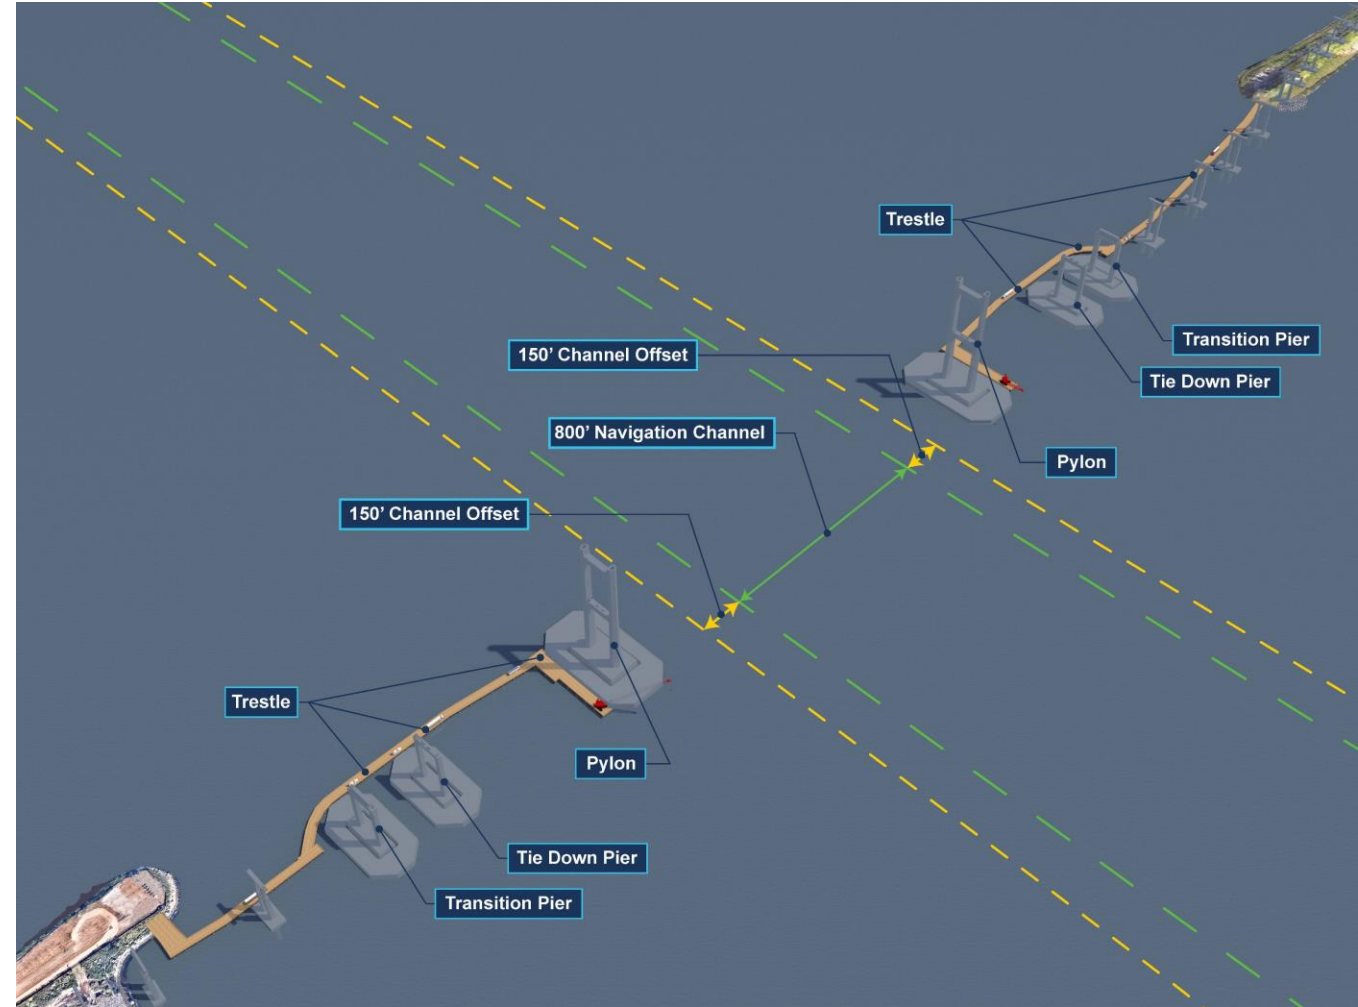 Trestle
Transition Pier
150’ Channel Offset
Tie Down Pier
800’ Navigation Channel
Pylon
150’ Channel Offset
Trestle
Pylon
Tie Down Pier
Transition Pier